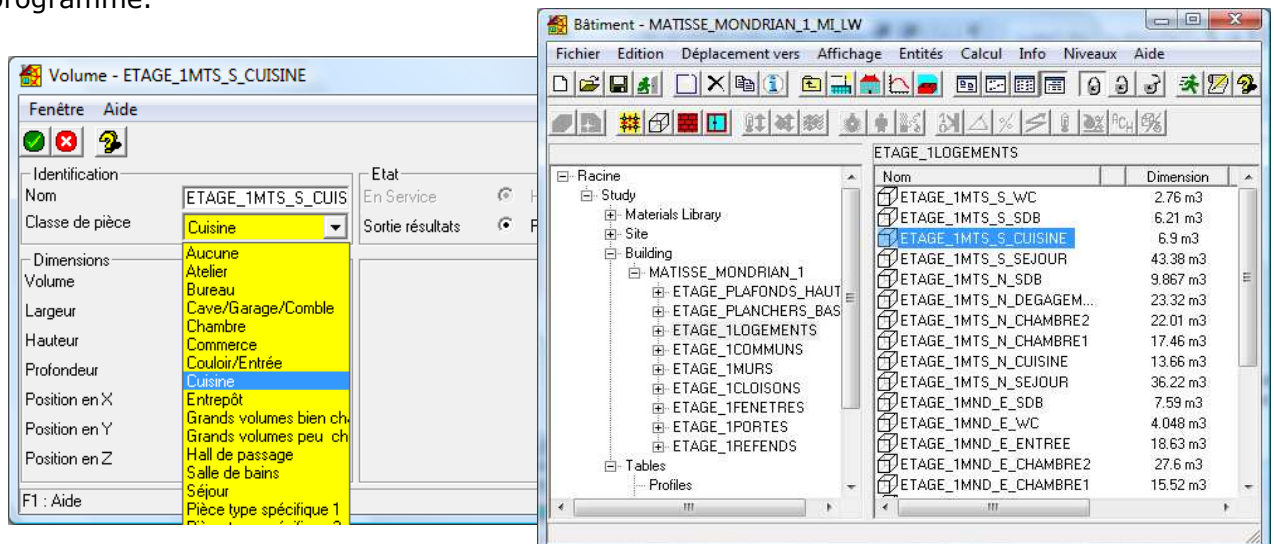 programme.
Volume - ETAGE_1MTS_S_CUISINE
Fenêtre Aide
Identification
Nom ETAGE_1MTS_S_CUIS
Classe de pièce Cuisine
Aucune
Atelier
Bureau
Cave/Garage/Comble
Chambre
Commerce
Couloir/Entrée
Cuisine
Entrepôt
Grands volumes bien
Grands volumes peu
Hall de passage
Salle de bains
Séjour
Pièce type spécifique 1
Etat
En Service
Sortie résultats
Dimensions
Volume
Largeur
Hauteur
Profondeur
Position en X
Position en Y
Position en Z
F1 : Aide
Bâtiment - MATISSE_MONDRIAN_1_MI_LW
Fichier Edition Déplacement vers Affichage Entités Calcul Info Niveaux Aide
Racine
Study
Materials Library
Site
Building
MATISSE_MONDRIAN_1
ETAGE_PLAFONDS_HAUT
ETAGE_PLANCHERS_BAS
ETAGE_1LOGEMENTS
ETAGE_1COMMUNS
ETAGE_1MURS
ETAGE_1CLOISONS
ETAGE_1FENETRES
ETAGE_1PORTES
ETAGE_1REFENDS
Tables
Profiles
ETAGE_1LOGEMENTS
Nom Dimension
ETAGE_1MTS_S_WC 2.76 m3
ETAGE_1MTS_S_SDB 6.21 m3
ETAGE_1MTS_S_CUISINE 6.9 m3
ETAGE_1MTS_S_SEJOUR 43.38 m3
ETAGE_1MTS_N_SDB 9.867 m3
ETAGE_1MTS_N_DEGAGEM... 23.32 m3
ETAGE_1MTS_N_CHAMBRE2 22.01 m3
ETAGE_1MTS_N_CHAMBRE1 17.46 m3
ETAGE_1MTS_N_CUISINE 13.66 m3
ETAGE_1MTS_N_SEJOUR 36.22 m3
ETAGE_1MND_E_SDB 7.59 m3
ETAGE_1MND_E_WC 4.048 m3
ETAGE_1MND_E_ENTREE 18.63 m3
ETAGE_1MND_E_CHAMBRE2 27.6 m3
ETAGE_1MND_E_CHAMBRE1 15.52 m3